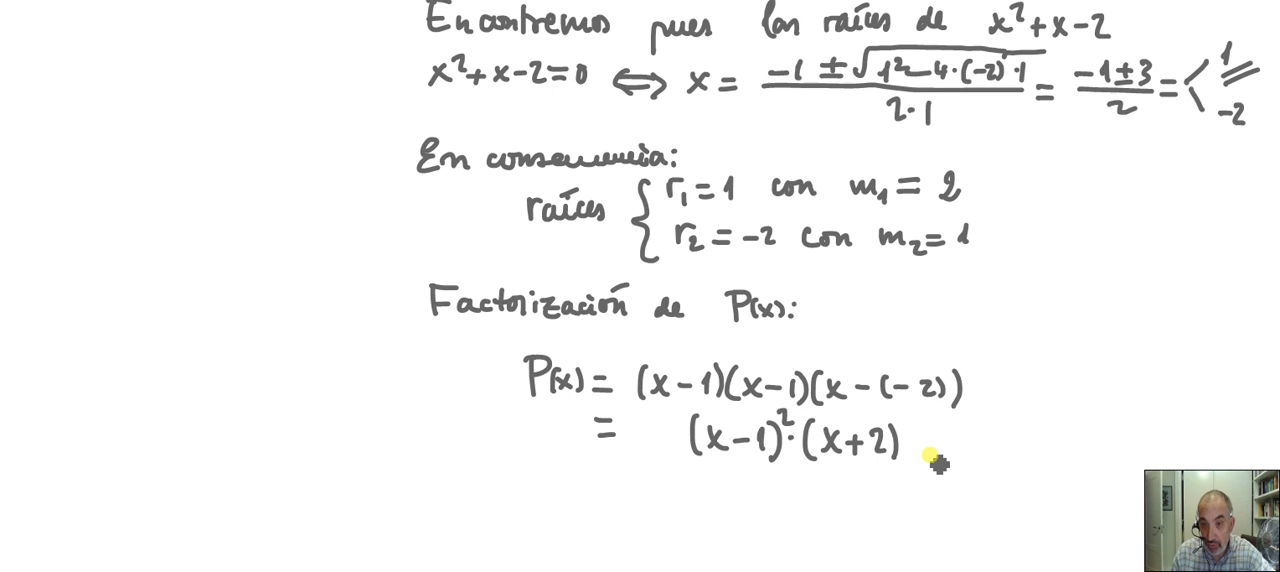 Encontremos pues las raíces de x²+x-2
x²+x-2=0 ⟺ x = (-1 ± √(1²-4·(-2)·1))/(2·1) = (-1±3)/2 = < 1 -2
En consecuencia:
raíces { r₁=1 con m₁=2
r₂=-2 con m₂=1
Factorización de P(x):
P(x)= (x-1)(x-1)(x-(-2))
= (x-1)²·(x+2)